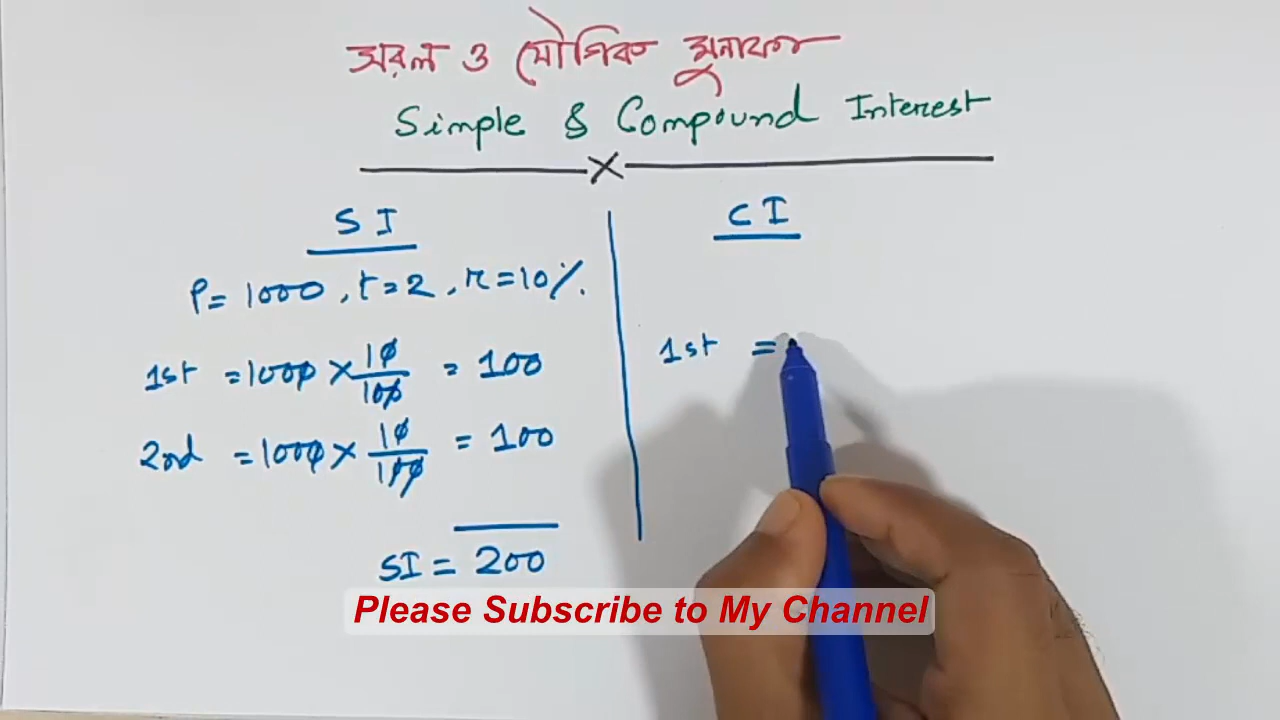 সরল ও যৌগিক মুনাফা
Simple & Compound Interest
SI
P = 1000, t = 2, r = 10%.
1st = 1000 × 10/100 = 100
2nd = 1000 × 10/100 = 100
SI = 200
CI
1st =
Please Subscribe to My Channel